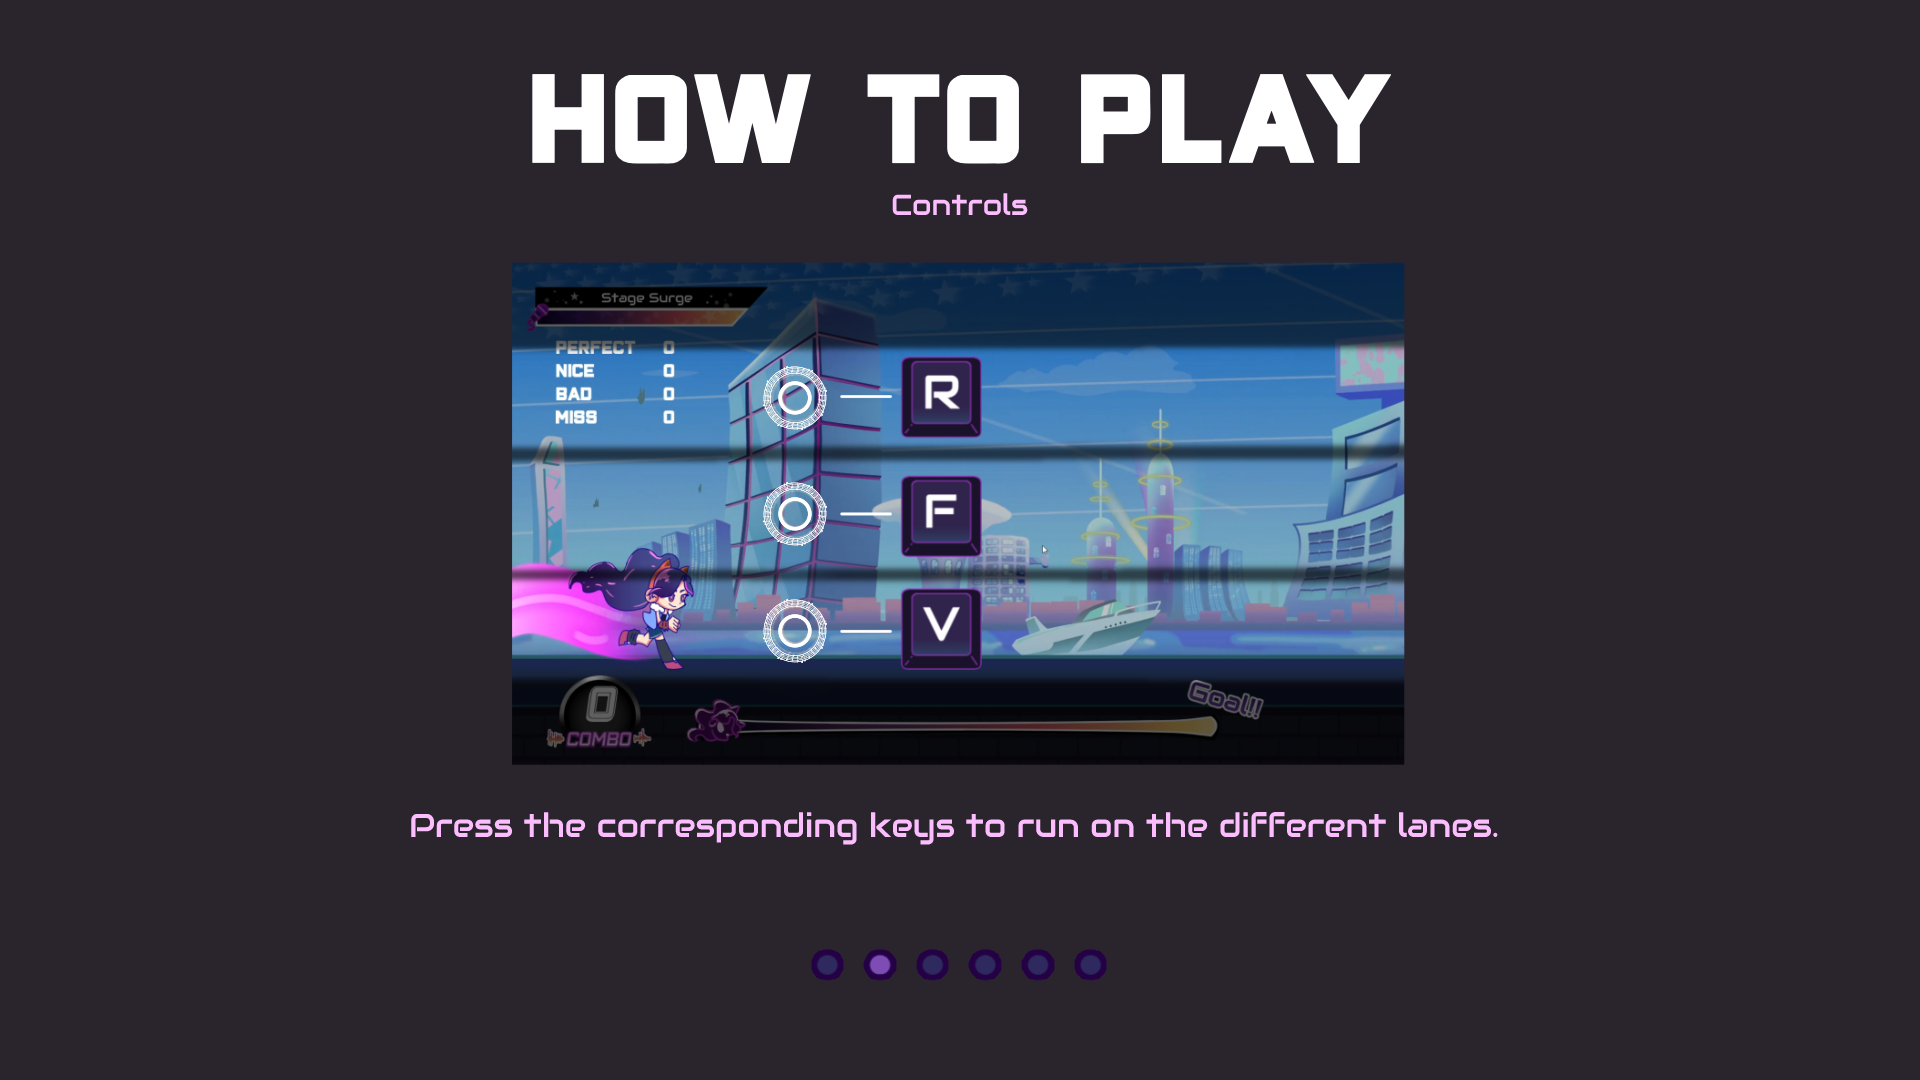 HOW TO PLAY
Controls
Stage Surge
PERFECT 0
NICE 0
BAD 0
MISS 0
R
F
V
0
COMBO
Goal!!
Press the corresponding keys to run on the different lanes.